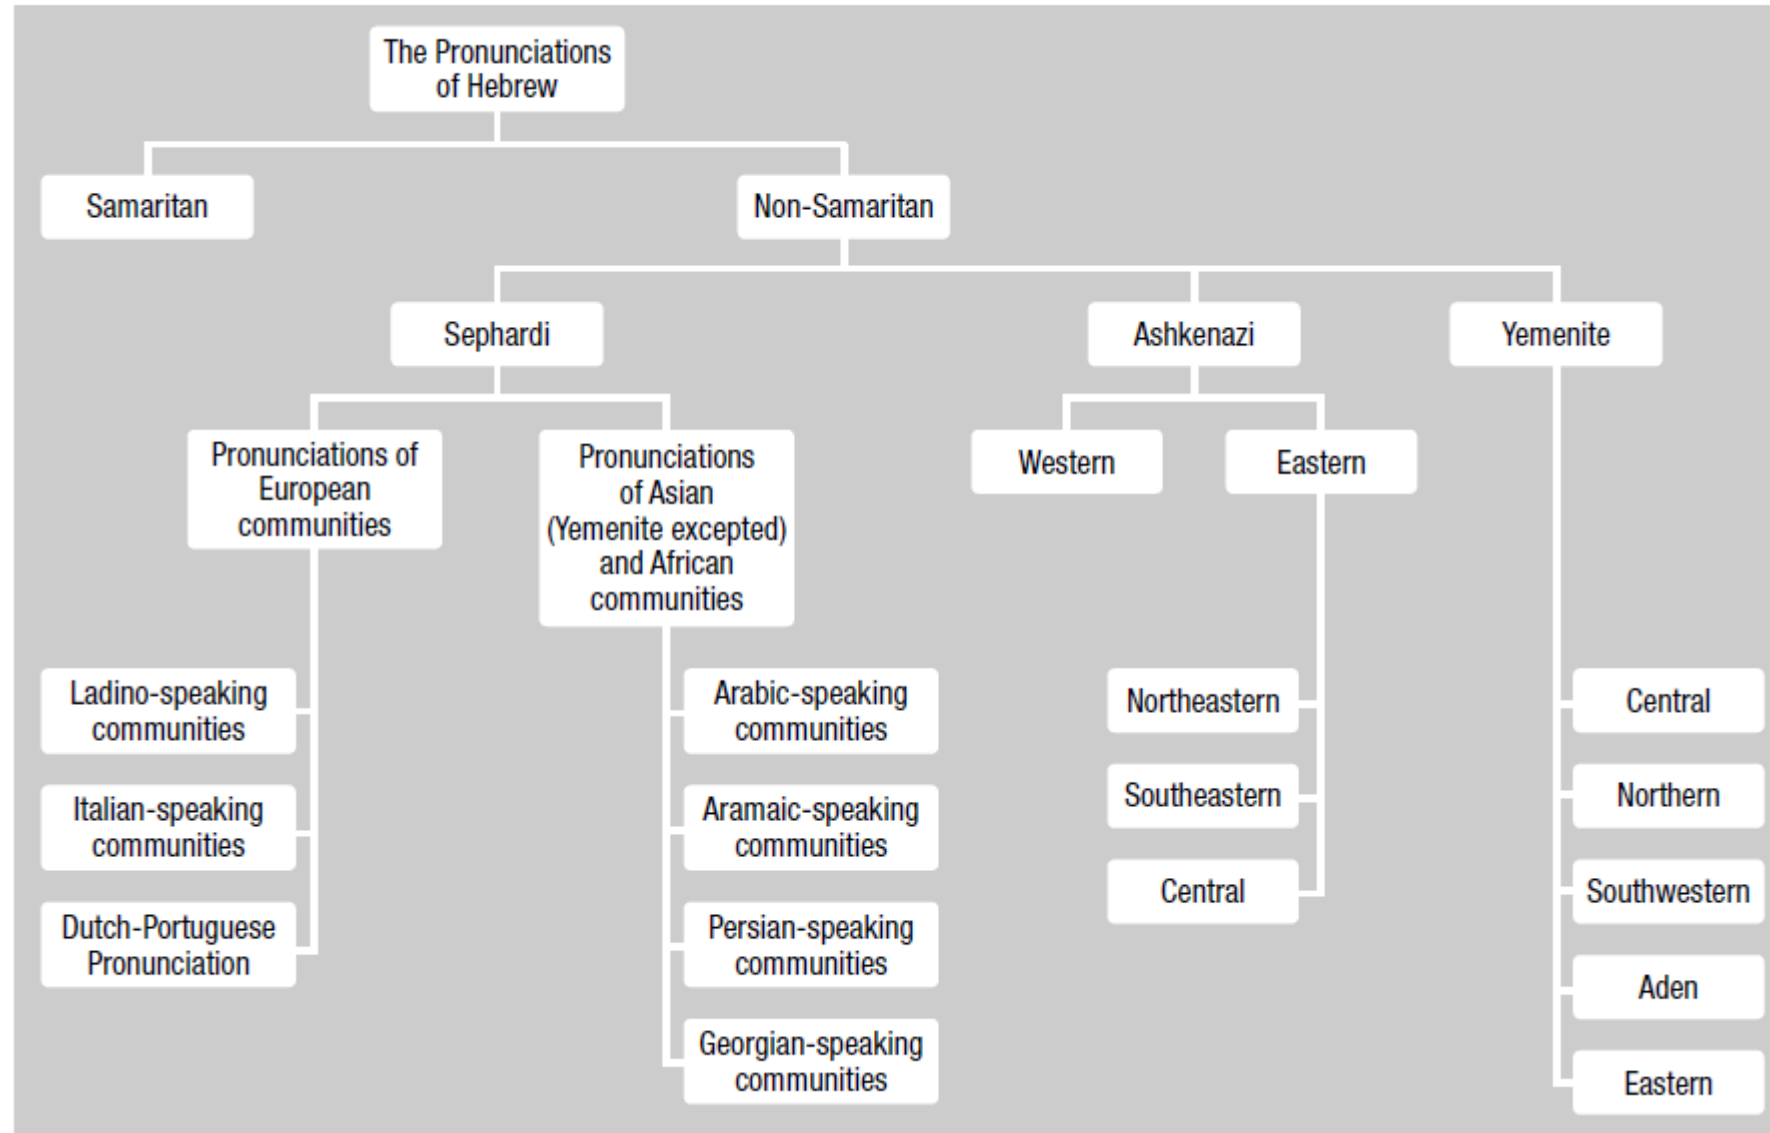 The Pronunciations
of Hebrew
Samaritan
Non-Samaritan
Sephardi
Ashkenazi
Yemenite
Pronunciations of
European
communities
Pronunciations
of Asian
(Yemenite excepted)
and African
communities
Western
Eastern
Ladino-speaking
communities
Italian-speaking
communities
Dutch-Portuguese
Pronunciation
Arabic-speaking
communities
Aramaic-speaking
communities
Persian-speaking
communities
Georgian-speaking
communities
Northeastern
Southeastern
Central
Central
Northern
Southwestern
Aden
Eastern